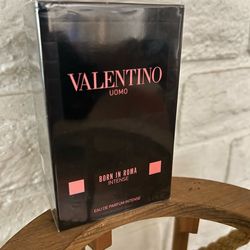 VALENTINO
UOMO
BORN IN ROMA
INTENSE
EAU DE PARFUM INTENSE